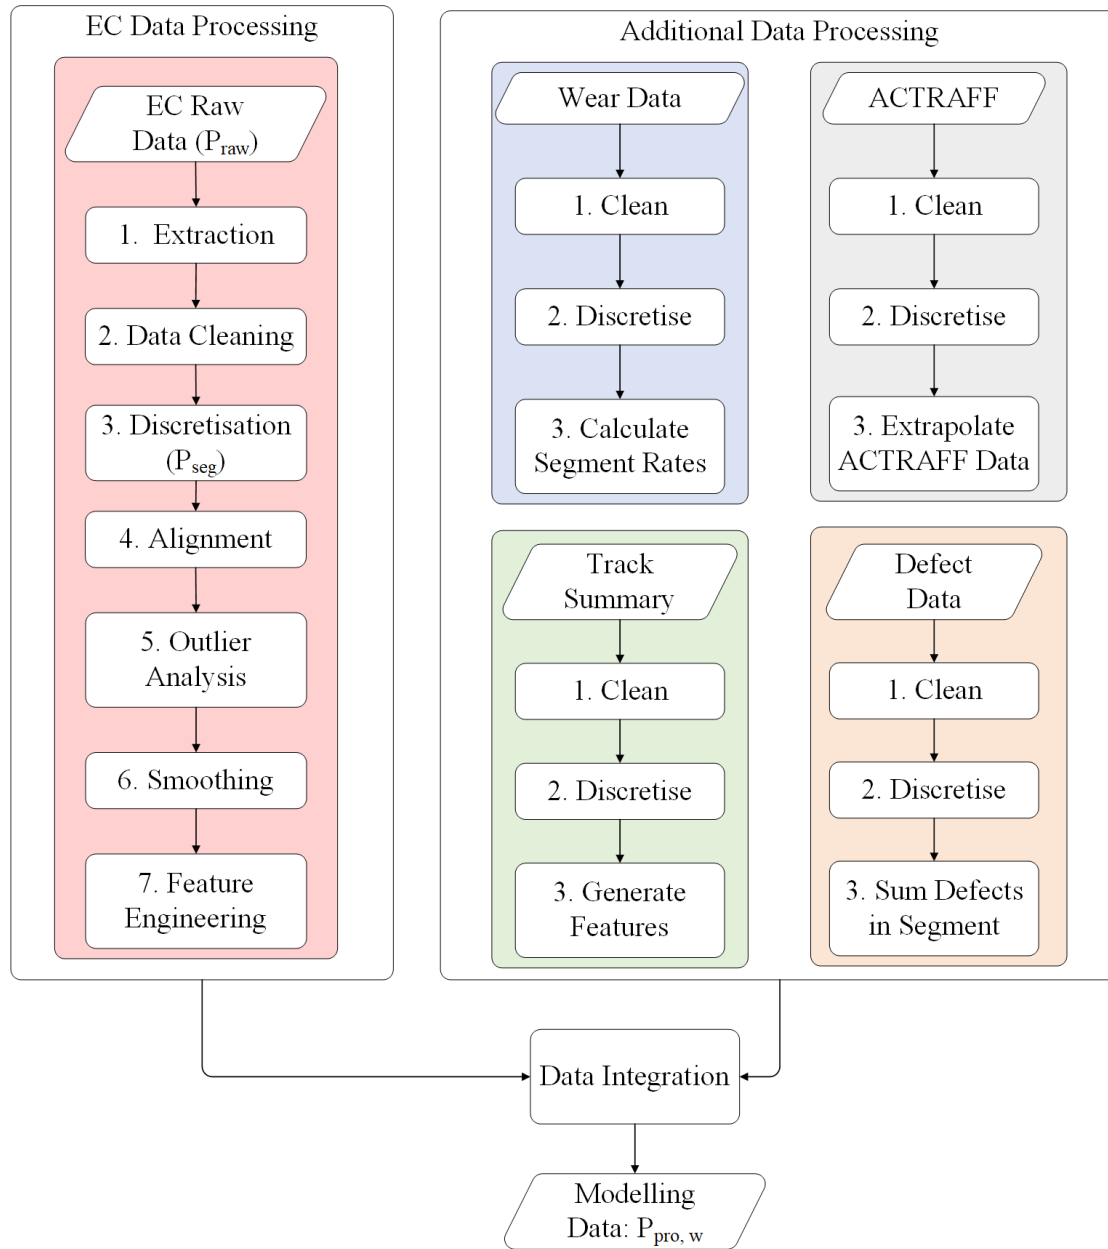 EC Data Processing
EC Raw
Data (P_raw)
1. Extraction
2. Data Cleaning
3. Discretisation
(P_seg)
4. Alignment
5. Outlier
Analysis
6. Smoothing
7. Feature
Engineering
Additional Data Processing
Wear Data
1. Clean
2. Discretise
3. Calculate
Segment Rates
ACTRAFF
1. Clean
2. Discretise
3. Extrapolate
ACTRAFF Data
Track
Summary
1. Clean
2. Discretise
3. Generate
Features
Defect
Data
1. Clean
2. Discretise
3. Sum Defects
in Segment
Data Integration
Modelling
Data: P_pro, w